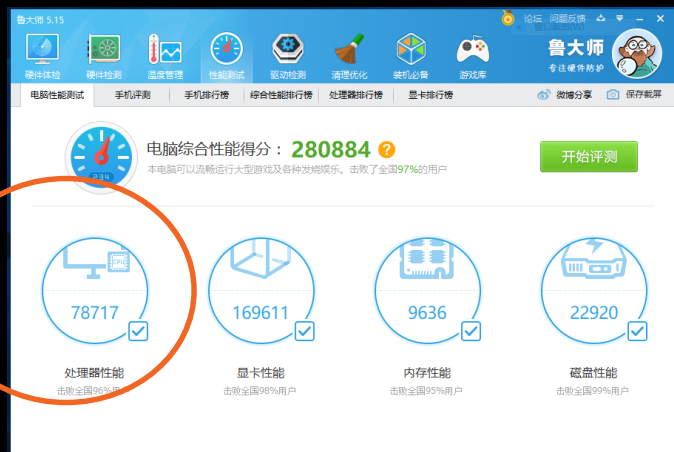 鲁大师 5.15
论坛 问题反馈
硬件体检 硬件检测 温度管理 性能测试 驱动检测 清理优化 装机必备 游戏库
鲁大师
专注硬件防护
电脑性能测试 手机评测 手机排行榜 综合性能排行榜 处理器排行榜 显卡排行榜 微博分享 保存截屏
电脑综合性能得分： 280884 ?
本电脑可以流畅运行大型游戏及各种发烧娱乐。击败了全国97%的用户
开始评测
234
CPU
78717 169611 9636 22920
处理器性能 显卡性能 内存性能 磁盘性能
击败全国96%用户 击败全国98%用户 击败全国95%用户 击败全国99%用户